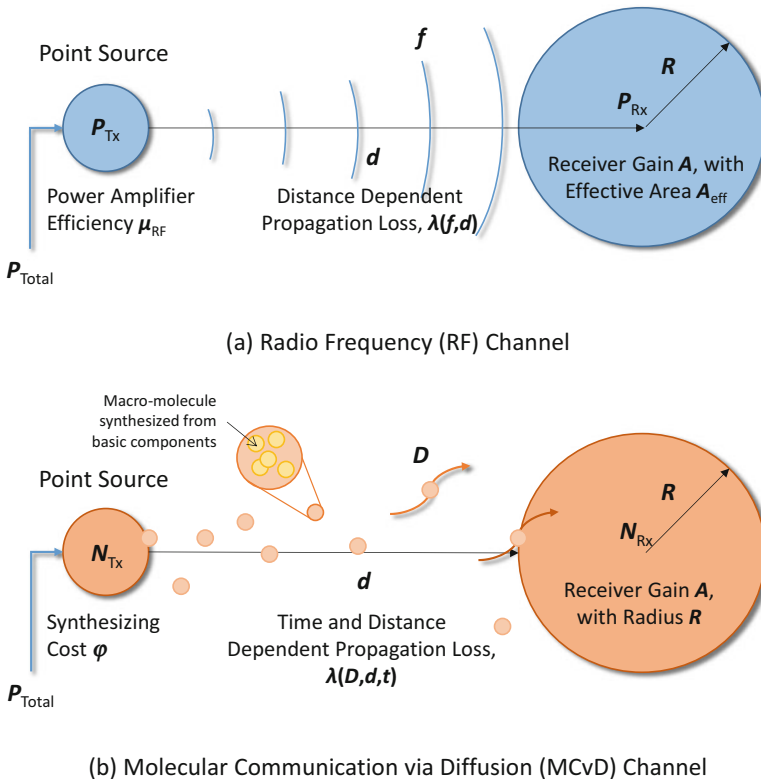 Point Source
f
R
P_Tx
P_Rx
d
Receiver Gain A, with
Effective Area A_eff
Power Amplifier
Efficiency μ_RF
Distance Dependent
Propagation Loss, λ(f,d)
P_Total
(a) Radio Frequency (RF) Channel
Macro-molecule
synthesized from
basic components
D
Point Source
R
N_Tx
N_Rx
d
Receiver Gain A,
with Radius R
Synthesizing
Cost φ
Time and Distance
Dependent Propagation Loss,
λ(D,d,t)
P_Total
(b) Molecular Communication via Diffusion (MCvD) Channel